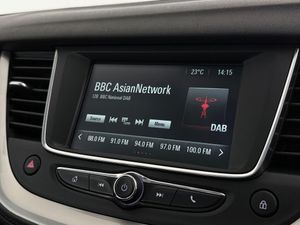 23°C 14:15
BBC AsianNetwork
12B BBC National DAB
Source Menu
DAB
88.0 FM 91.0 FM 94.0 FM 97.0 FM 100.0 FM